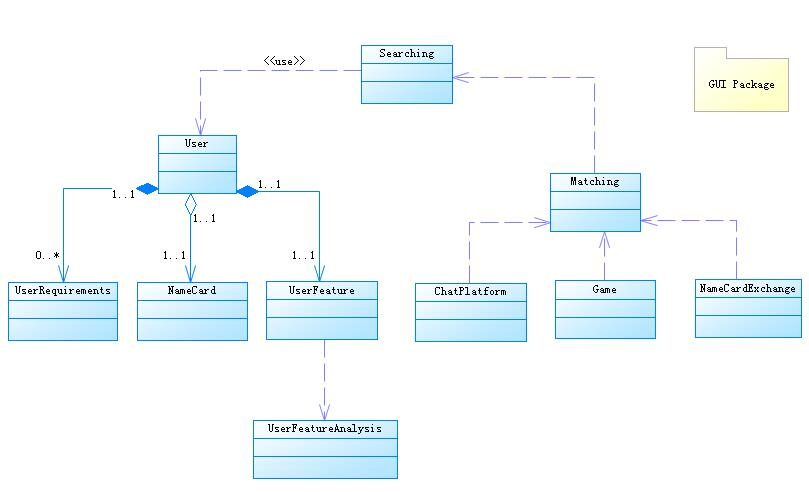 Searching
<<use>>
GUI Package
User
Matching
1..1
1..1
1..1
0..*
1..1
1..1
UserRequirements
NameCard
UserFeature
ChatPlatform
Game
NameCardExchange
UserFeatureAnalysis